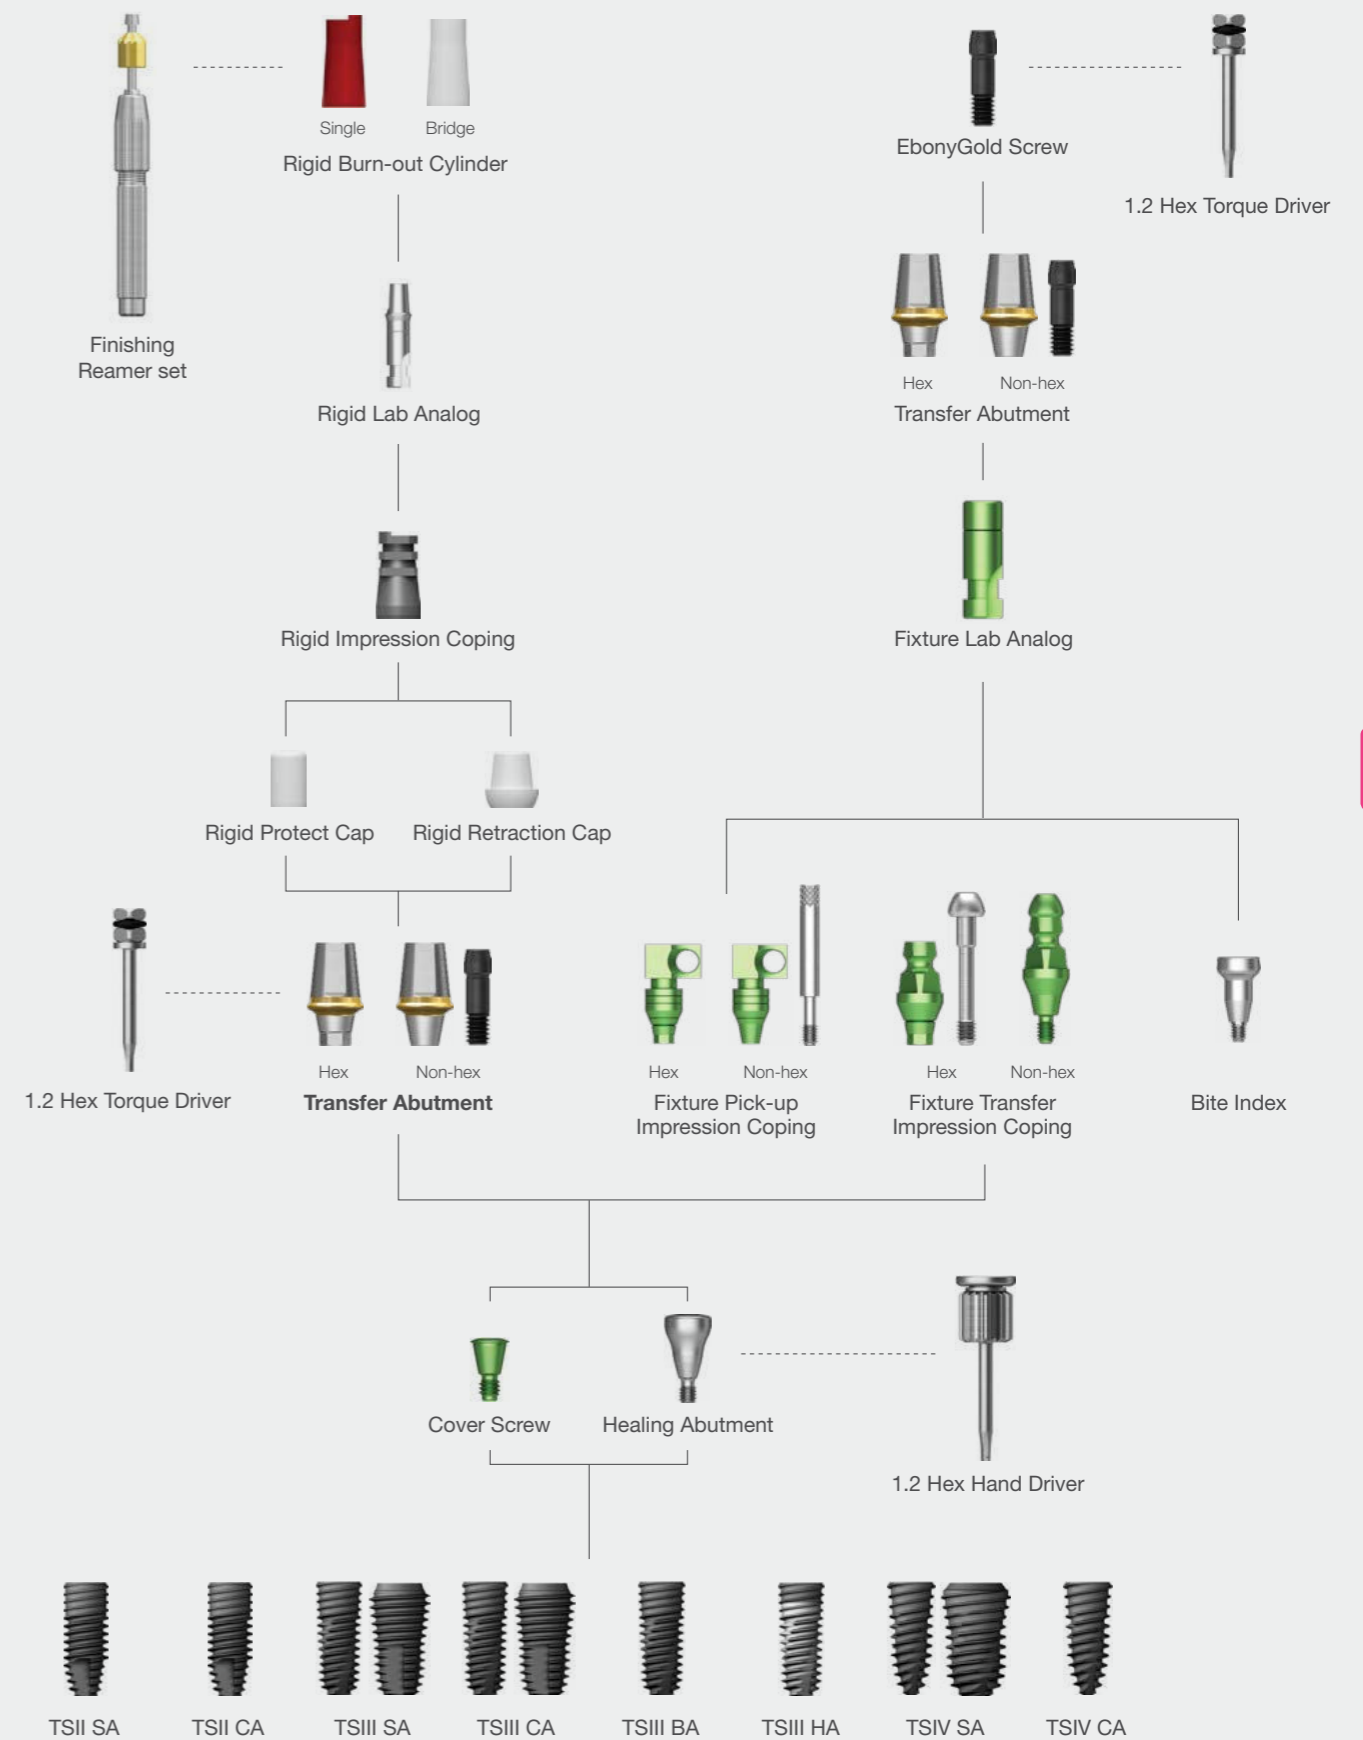 Single
Bridge
Rigid Burn-out Cylinder
EbonyGold Screw
1.2 Hex Torque Driver
Finishing
Reamer set
Rigid Lab Analog
Hex
Non-hex
Transfer Abutment
Rigid Impression Coping
Fixture Lab Analog
Rigid Protect Cap
Rigid Retraction Cap
1.2 Hex Torque Driver
Hex
Non-hex
Transfer Abutment
Hex
Non-hex
Fixture Pick-up
Impression Coping
Hex
Non-hex
Fixture Transfer
Impression Coping
Bite Index
Cover Screw
Healing Abutment
1.2 Hex Hand Driver
TSII SA
TSII CA
TSIII SA
TSIII CA
TSIII BA
TSIII HA
TSIV SA
TSIV CA